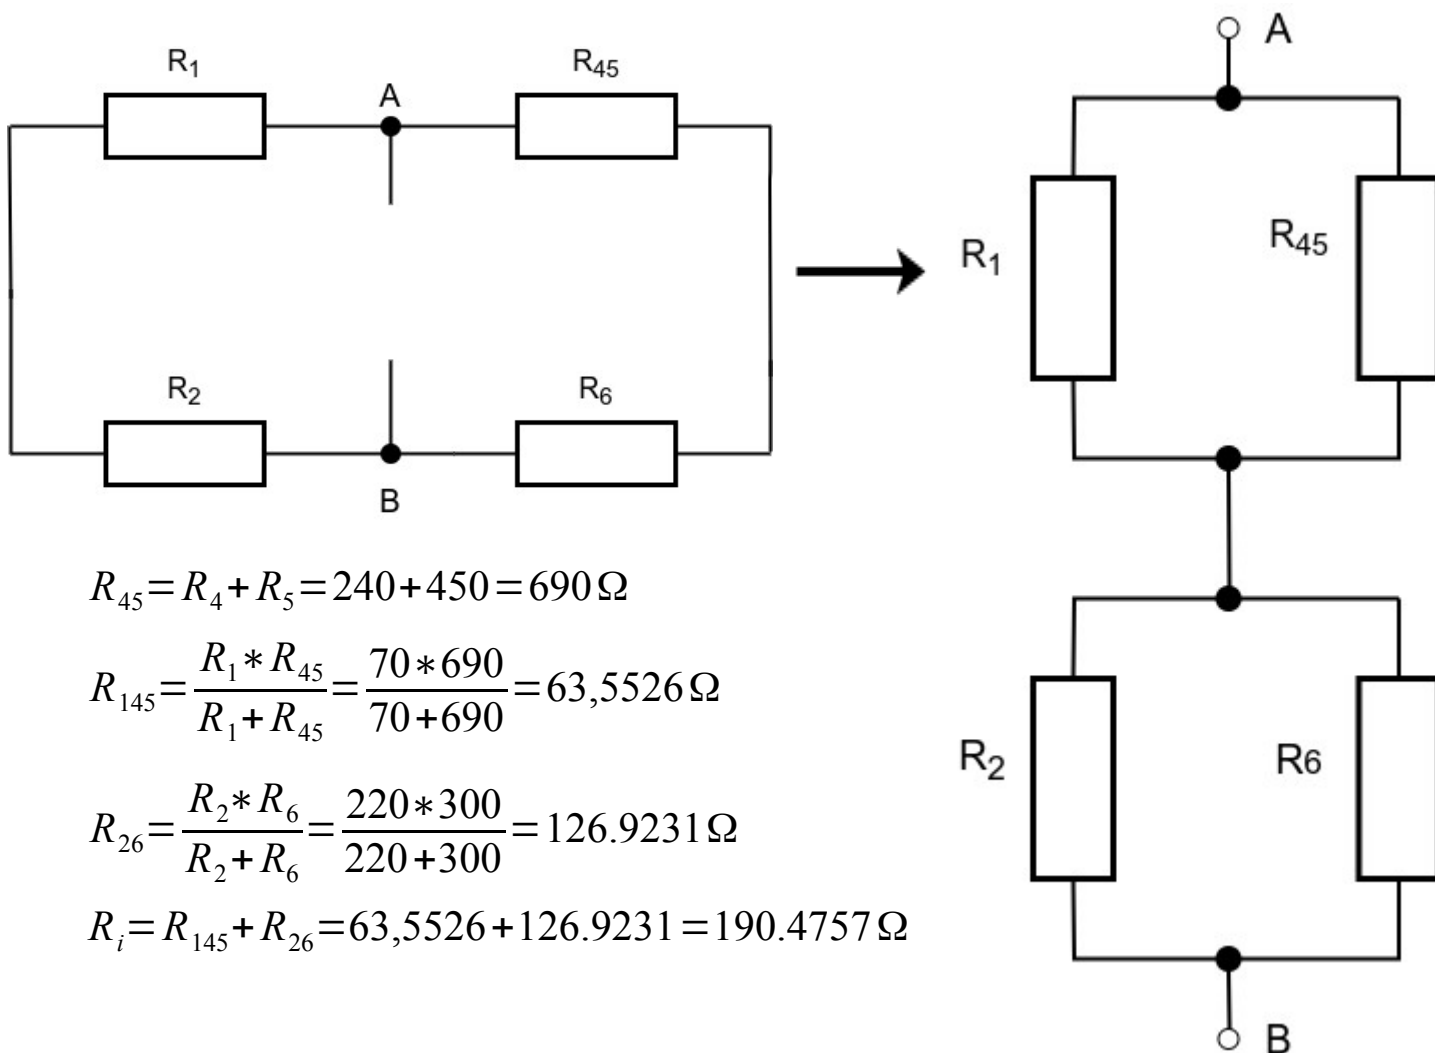 R₁
A
R₄₅
R₂
B
R₆
A
R₁
R₄₅
R₂
R6
B
R₄₅=R₄+R₅=240+450=690Ω
R₁₄₅=(R₁*R₄₅)/(R₁+R₄₅)=(70*690)/(70+690)=63,5526Ω
R₂₆=(R₂*R₆)/(R₂+R₆)=(220*300)/(220+300)=126.9231Ω
Rᵢ=R₁₄₅+R₂₆=63,5526+126.9231=190.4757Ω